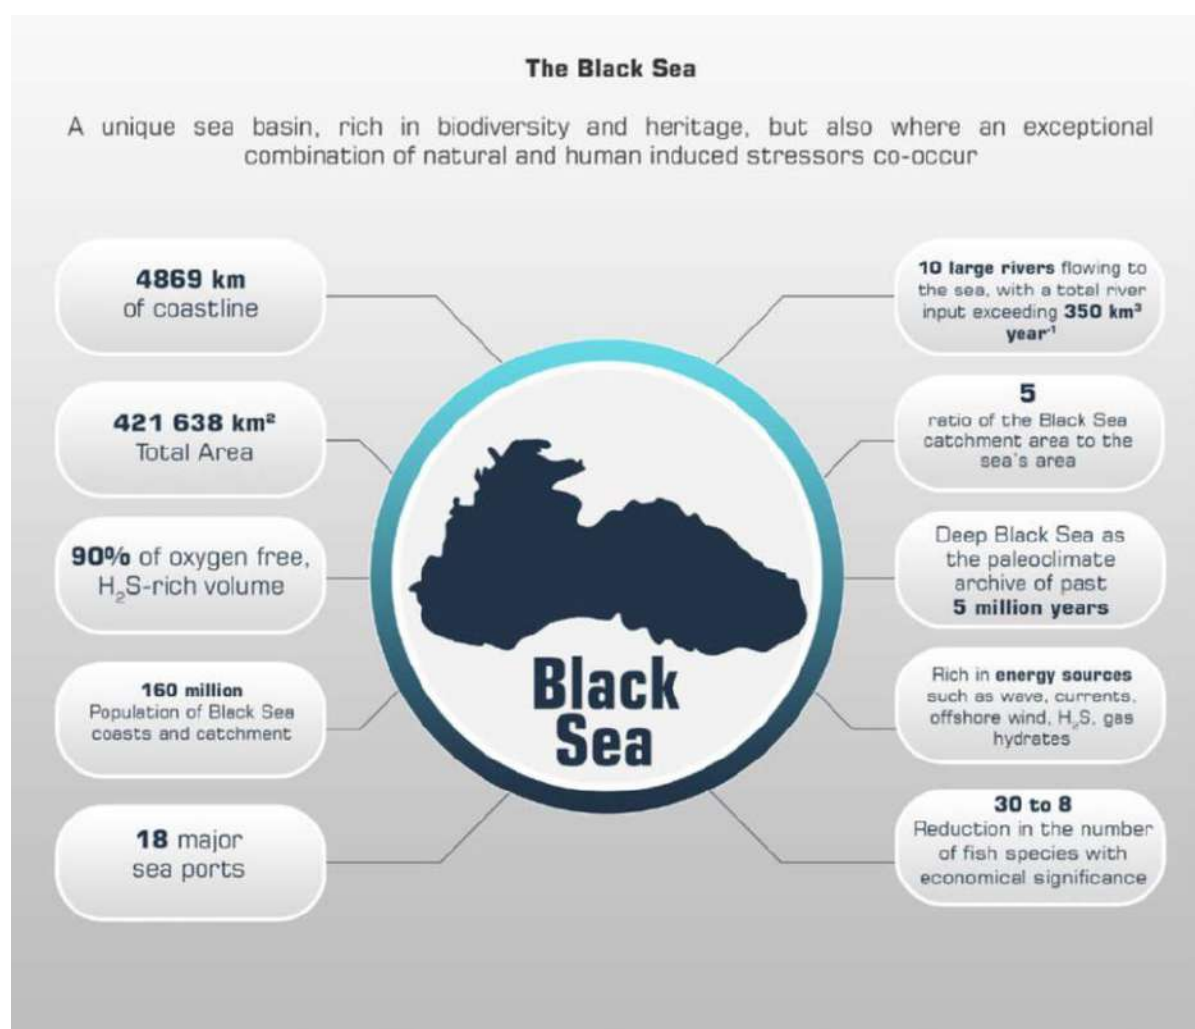 The Black Sea
A unique sea basin, rich in biodiversity and heritage, but also where an exceptional
combination of natural and human induced stressors co-occur
4869 km
of coastline
421 638 km²
Total Area
90% of oxygen free,
H₂S-rich volume
160 million
Population of Black Sea
coasts and catchment
18 major
sea ports
Black
Sea
10 large rivers flowing to
the sea, with a total river
input exceeding 350 km³
year⁻¹
5
ratio of the Black Sea
catchment area to the
sea's area
Deep Black Sea as
the paleoclimate
archive of past
5 million years
Rich in energy sources
such as wave, currents,
offshore wind, H₂S, gas
hydrates
30 to 8
Reduction in the number
of fish species with
economical significance